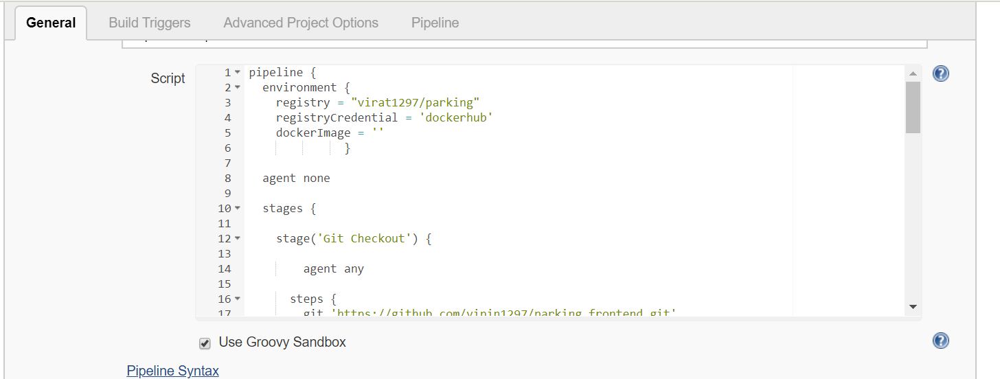 General Build Triggers Advanced Project Options Pipeline
Script
1 pipeline {
2 environment {
3 registry = "virat1297/parking"
4 registryCredential = 'dockerhub'
5 dockerImage = ''
6 }
7
8 agent none
9
10 stages {
11
12 stage('Git Checkout') {
13
14 agent any
15
16 steps {
17 git 'https://github.com/vipin1297/parking_frontend.git'
Use Groovy Sandbox
Pipeline Syntax